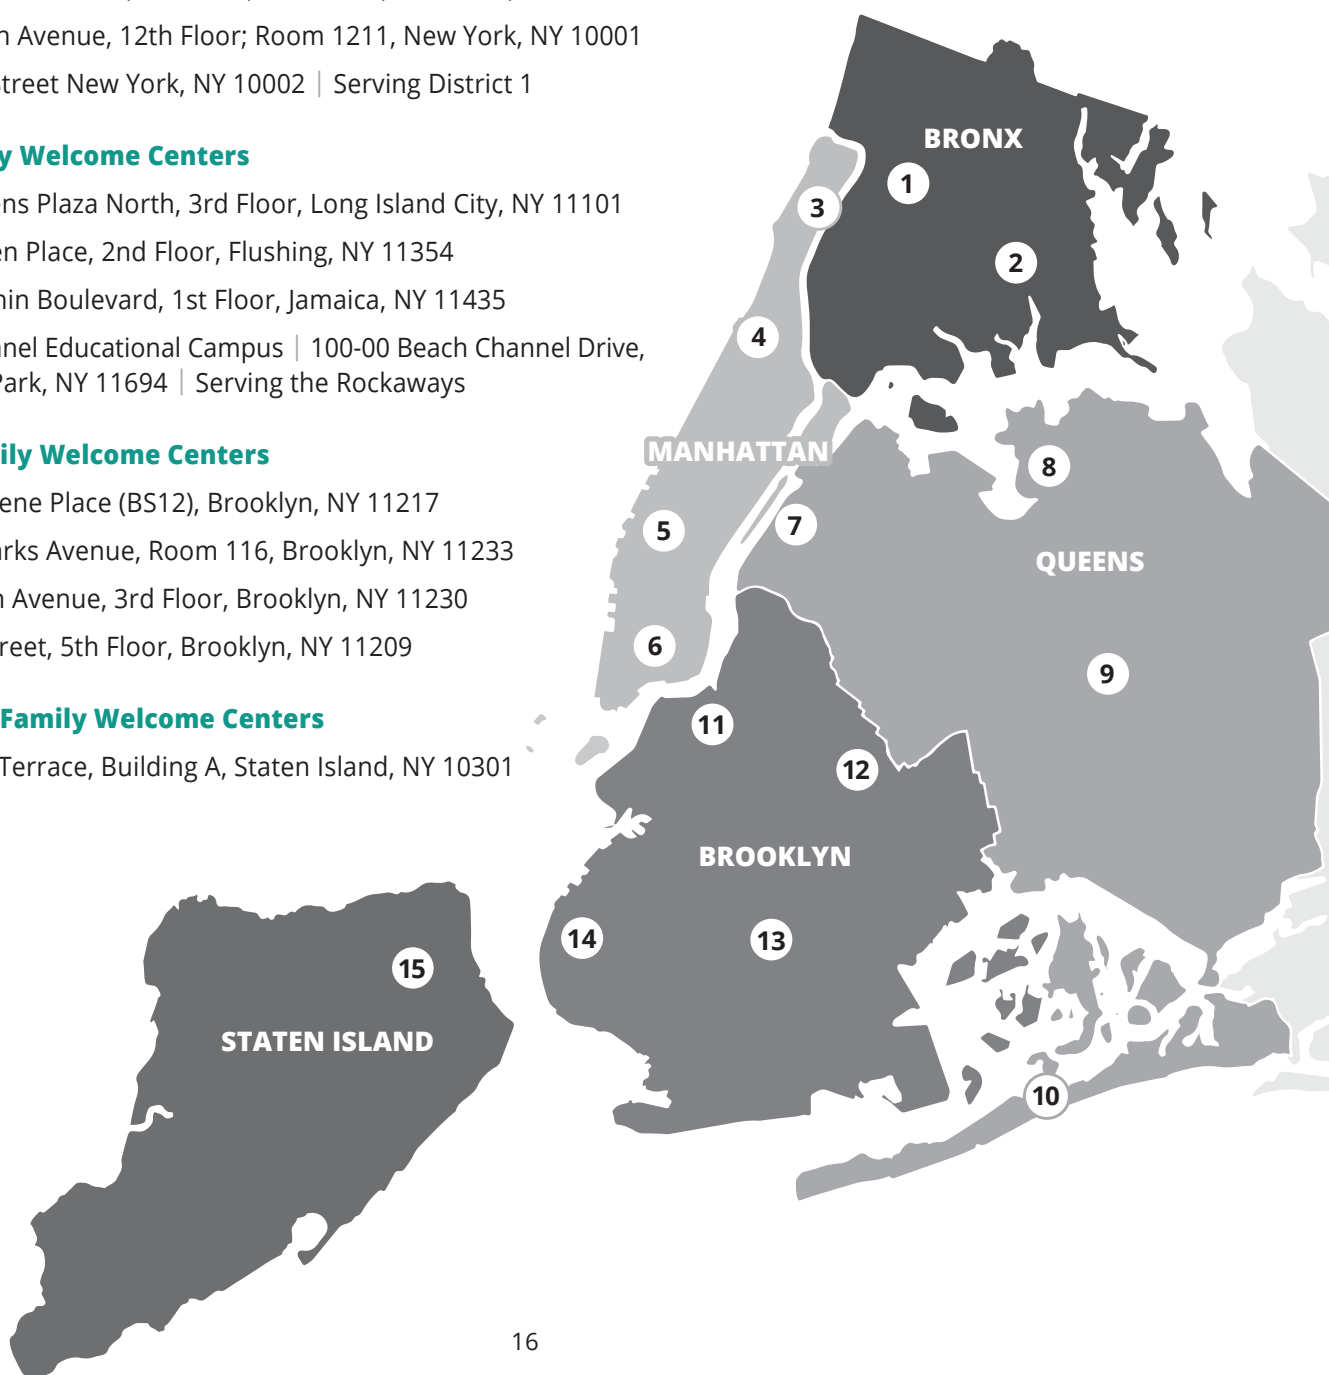 Avenue, 12th Floor; Room 1211, New York, NY 10001
Street New York, NY 10002 | Serving District 1
y Welcome Centers
ns Plaza North, 3rd Floor, Long Island City, NY 11101
en Place, 2nd Floor, Flushing, NY 11354
hin Boulevard, 1st Floor, Jamaica, NY 11435
nnel Educational Campus | 100-00 Beach Channel Drive,
Park, NY 11694 | Serving the Rockaways
ily Welcome Centers
ene Place (BS12), Brooklyn, NY 11217
arks Avenue, Room 116, Brooklyn, NY 11233
Avenue, 3rd Floor, Brooklyn, NY 11230
reet, 5th Floor, Brooklyn, NY 11209
Family Welcome Centers
Terrace, Building A, Staten Island, NY 10301
BRONX
1
2
3
4
MANHATTAN
5
6
7
8
QUEENS
9
10
11
12
BROOKLYN
13
14
15
STATEN ISLAND
16